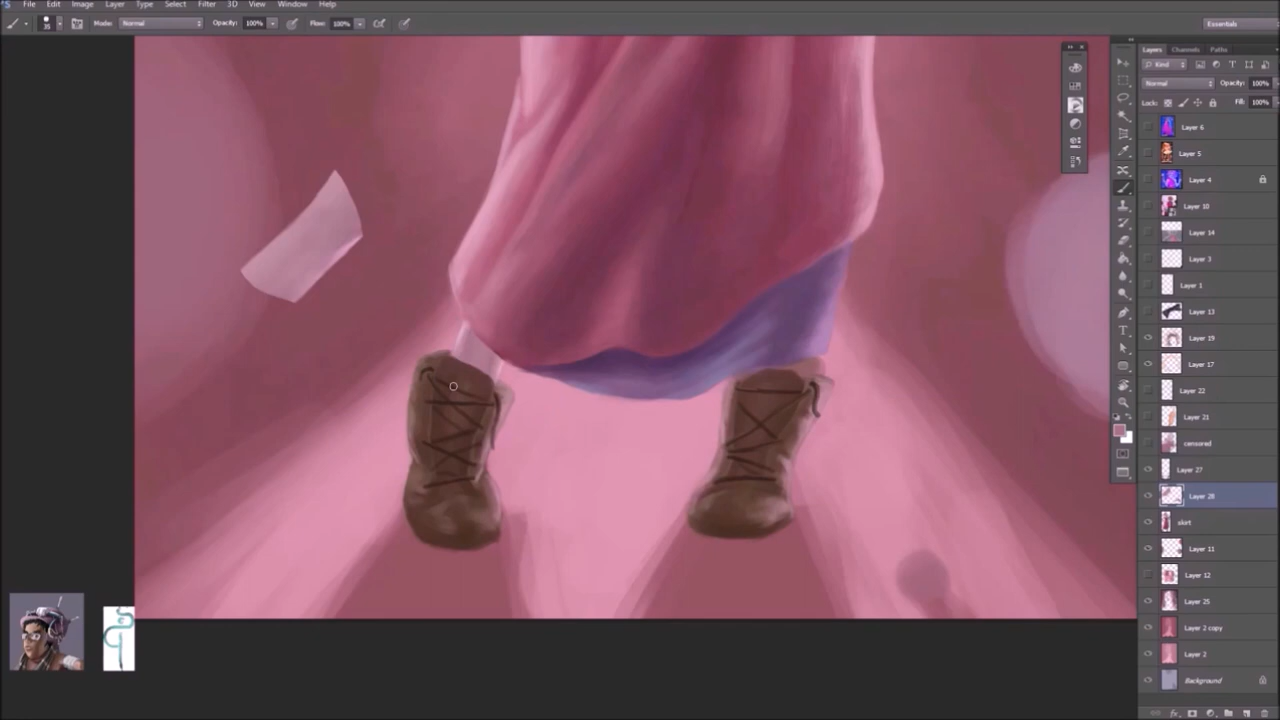 File Edit Image Layer Type Select Filter 3D View Window Help
35 Mode: Normal Opacity: 100% Flow: 100% Essentials
Layers Channels Paths
Kind
Normal Opacity: 100%
Lock: Fill: 100%
Layer 6
Layer 5
Layer 4
Layer 10
Layer 14
Layer 3
Layer 1
Layer 13
Layer 19
Layer 17
Layer 22
Layer 21
censored
Layer 27
Layer 28
skirt
Layer 11
Layer 12
Layer 25
Layer 2 copy
Layer 2
Background